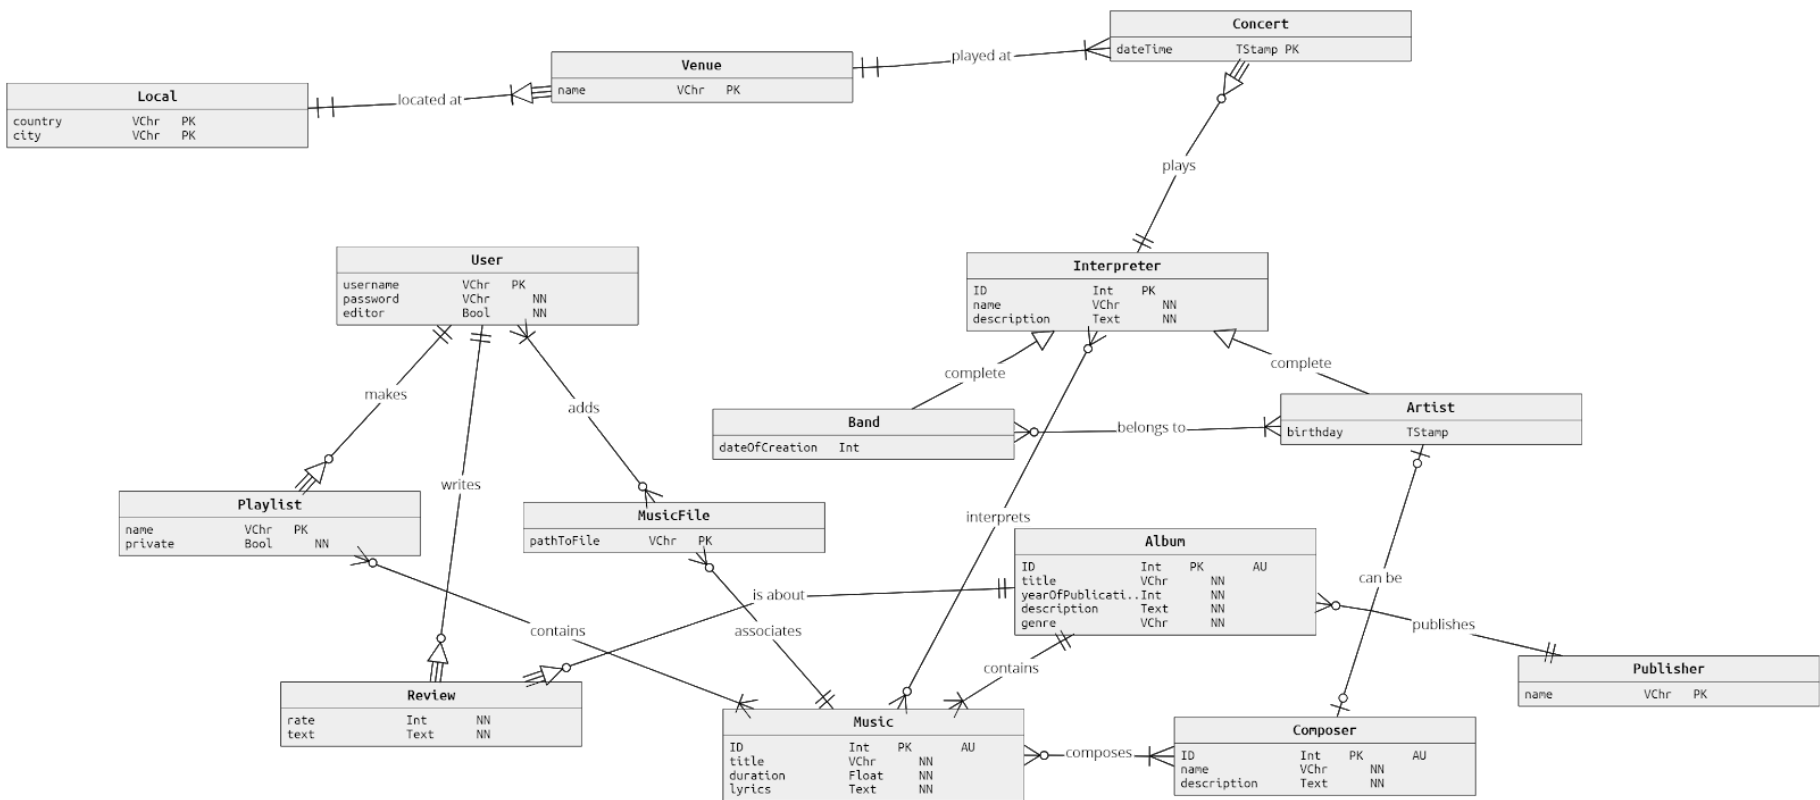 Concert
dateTime TStamp PK
played at
Venue
name VChr PK
Local
country VChr PK
city VChr PK
located at
plays
User
username VChr PK
password VChr NN
editor Bool NN
Interpreter
ID Int PK
name VChr NN
description Text NN
makes
adds
complete
complete
Band
dateOfCreation Int
belongs to
Artist
birthday TStamp
writes
Playlist
name VChr PK
private Bool NN
MusicFile
pathToFile VChr PK
interprets
Album
ID Int PK AU
title VChr NN
yearOfPublicati..Int NN
description Text NN
genre VChr NN
can be
is about
contains
associates
publishes
contains
Publisher
name VChr PK
Review
rate Int NN
text Text NN
Music
ID Int PK AU
title VChr NN
duration Float NN
lyrics Text NN
composes
Composer
ID Int PK AU
name VChr NN
description Text NN